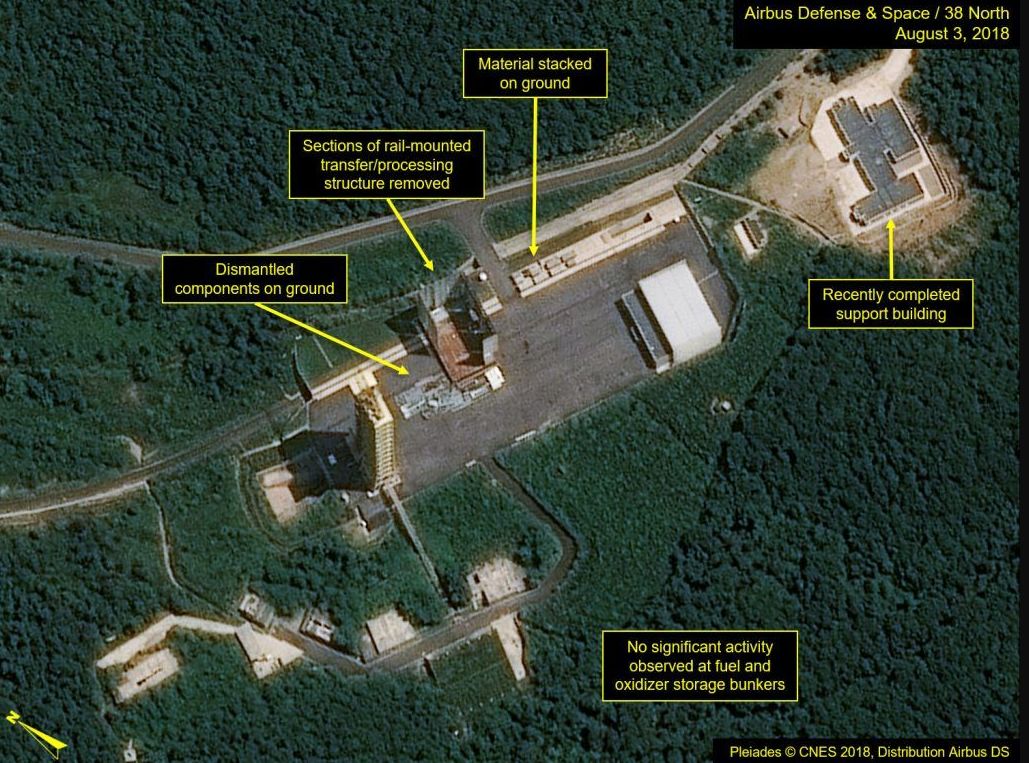 Airbus Defense & Space / 38 North
August 3, 2018
Material stacked
on ground
Sections of rail-mounted
transfer/processing
structure removed
Dismantled
components on ground
Recently completed
support building
No significant activity
observed at fuel and
oxidizer storage bunkers
N
Pleiades © CNES 2018, Distribution Airbus DS